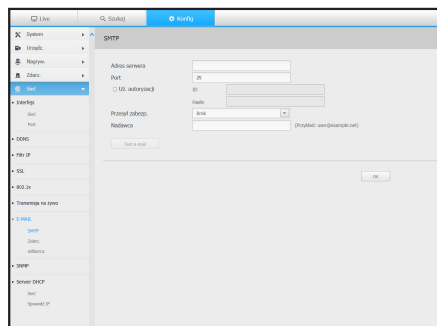 Live
Szukaj
Konfig
System
Urządz.
Nagryw.
Zdarz.
Sieć
Interfejs
Sieć
Port
DDNS
Filtr IP
SSL
802.1x
Transmisja na żywo
E-MAIL
SMTP
Zdarz.
odbiorca
SNMP
Serwer DHCP
Sieć
Sprawdź IP
SMTP
Adres serwera
Port 25
Uż. autoryzacji ID
Hasło
Przesył zabezp. Brak
Nadawca (Przykład: user@example.net)
Test e-mail
OK